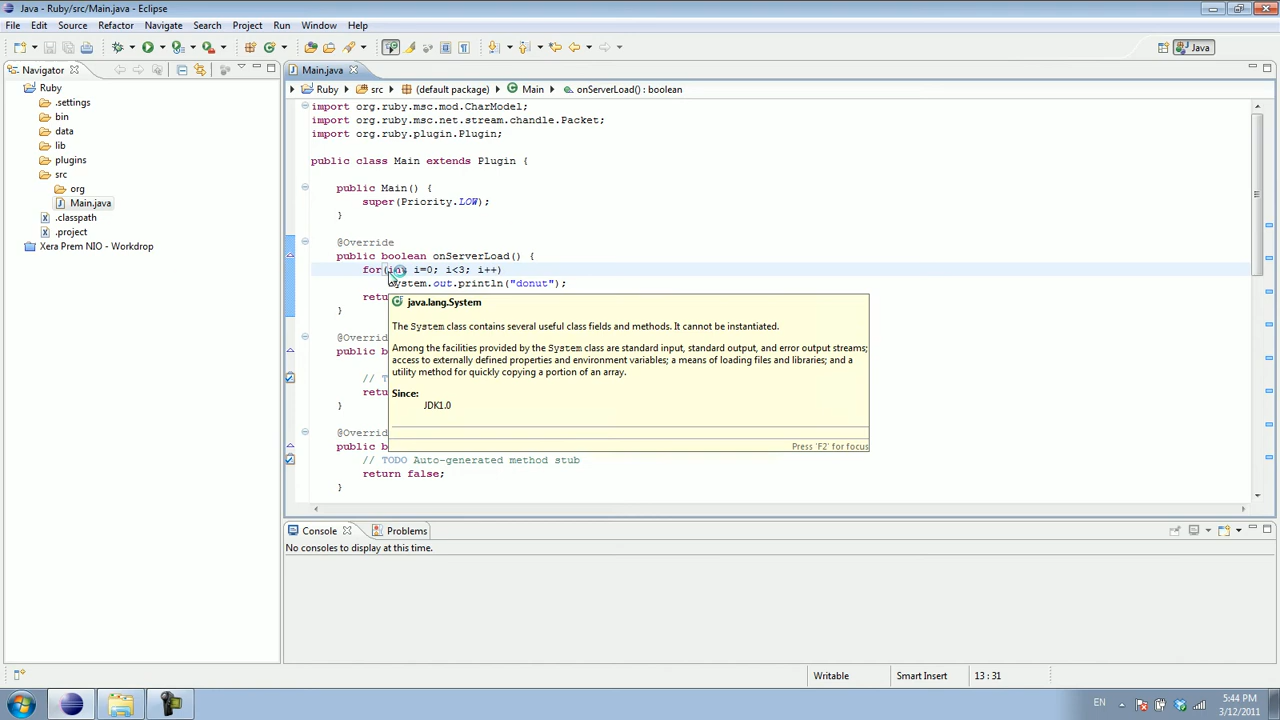 Java - Ruby/src/Main.java - Eclipse
File Edit Source Refactor Navigate Search Project Run Window Help
Java
Navigator
Ruby
.settings
bin
data
lib
plugins
src
org
Main.java
.classpath
.project
Xera Prem NIO - Workdrop
Main.java
Ruby src (default package) Main onServerLoad() : boolean
import org.ruby.msc.mod.CharModel;
import org.ruby.msc.net.stream.chandle.Packet;
import org.ruby.plugin.Plugin;
public class Main extends Plugin {
public Main() {
super(Priority.LOW);
}
@Override
public boolean onServerLoad() {
for(int i=0; i<3; i++)
System.out.println("donut");
retu
}
@Overrid
public b
// T
retu
}
@Overrid
public b
// TODO Auto-generated method stub
return false;
}
java.lang.System
The System class contains several useful class fields and methods. It cannot be instantiated.
Among the facilities provided by the System class are standard input, standard output, and error output streams;
access to externally defined properties and environment variables; a means of loading files and libraries; and a
utility method for quickly copying a portion of an array.
Since:
JDK1.0
Press 'F2' for focus
Console Problems
No consoles to display at this time.
Writable Smart Insert 13 : 31
EN
5:44 PM
3/12/2011